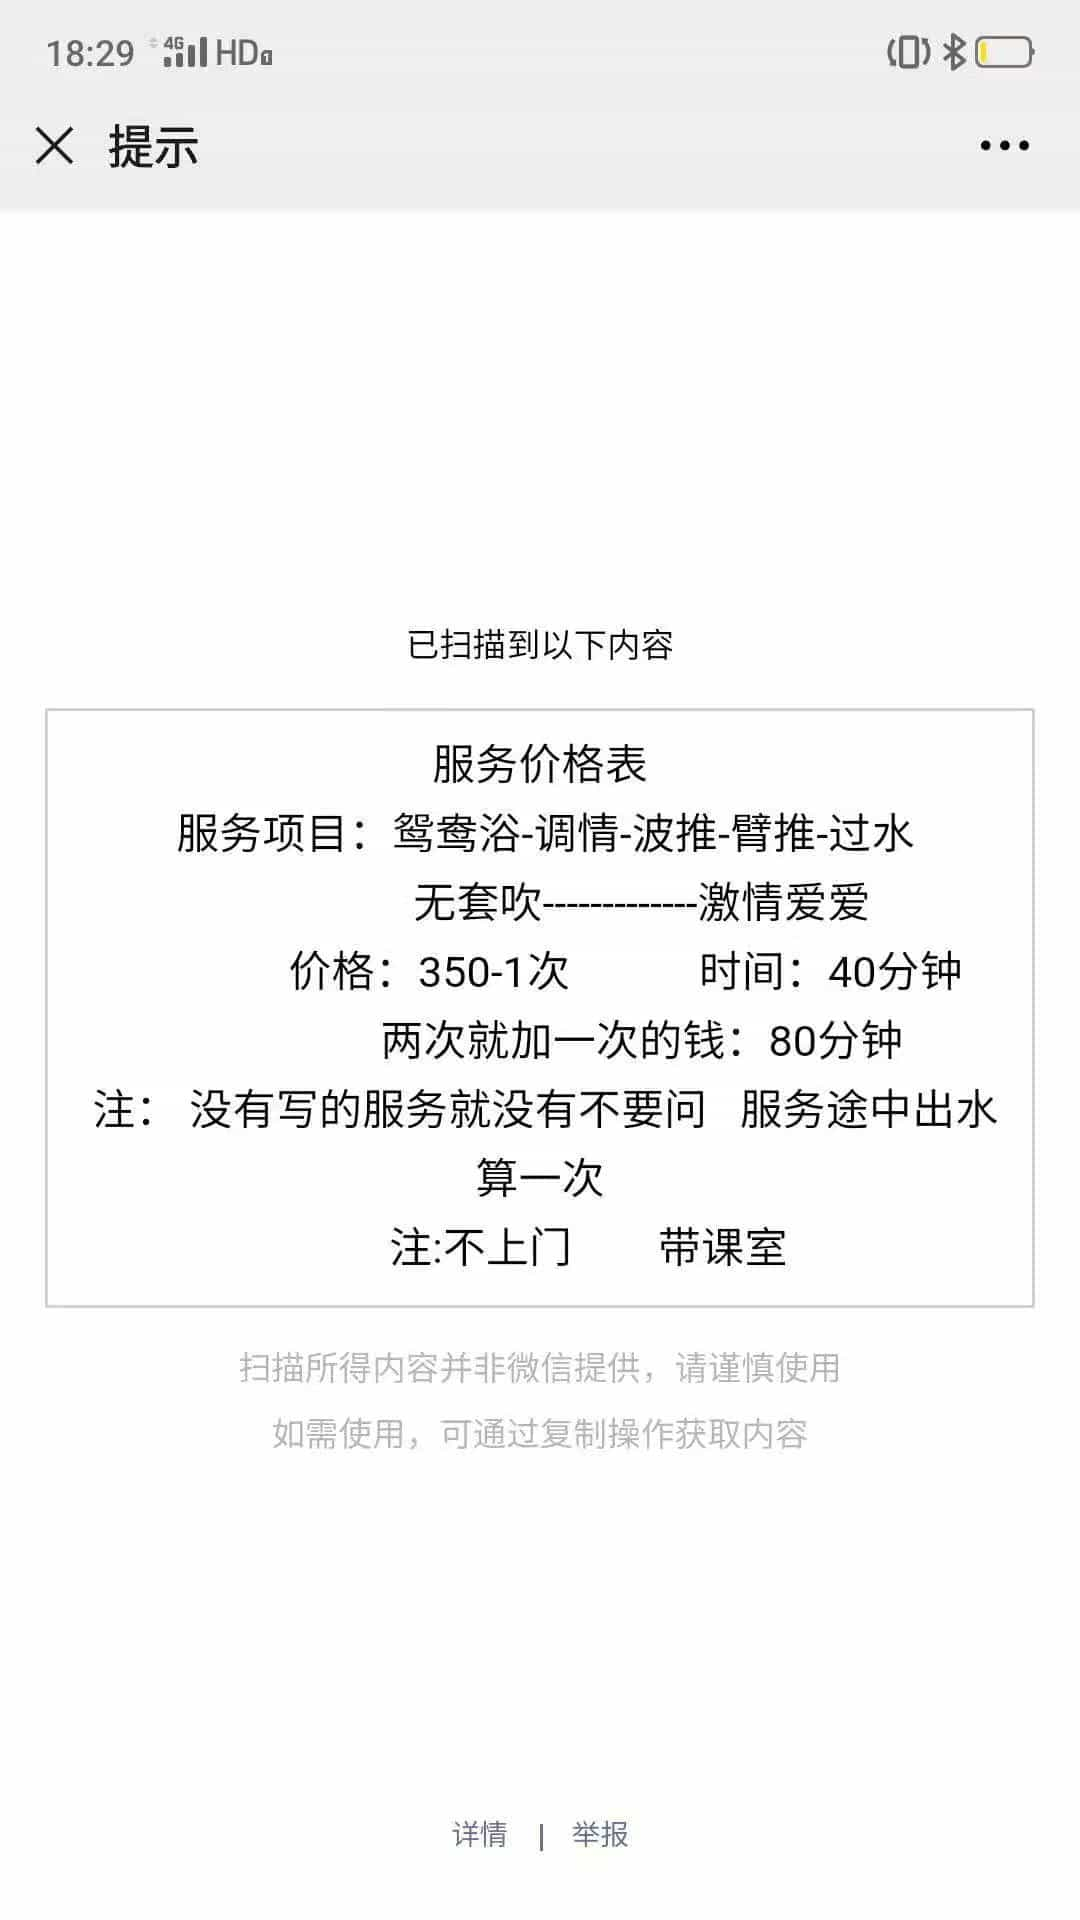 18:29 4G HD 1
提示
已扫描到以下内容
服务价格表
服务项目：鸳鸯浴-调情-波推-臂推-过水
无套吹-------------激情爱爱
价格：350-1次 时间：40分钟
两次就加一次的钱：80分钟
注： 没有写的服务就没有不要问 服务途中出水
算一次
注:不上门 带课室
扫描所得内容并非微信提供，请谨慎使用
如需使用，可通过复制操作获取内容
详情 | 举报